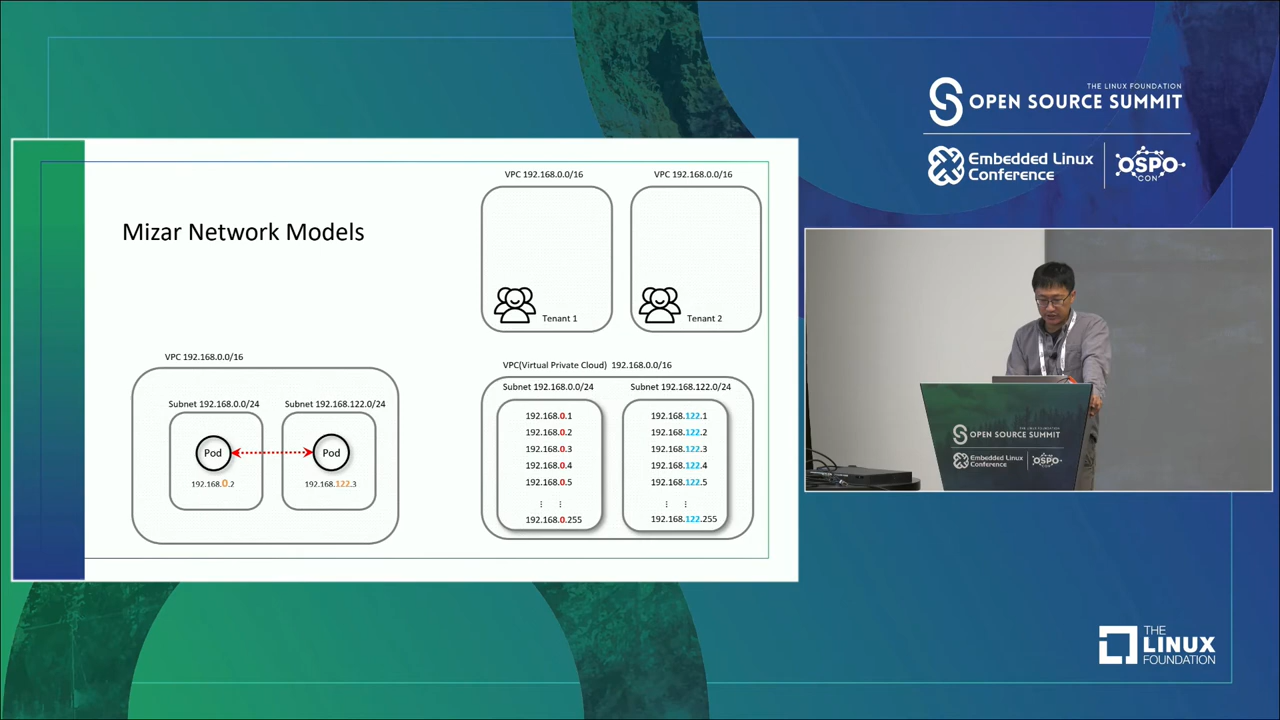 THE LINUX FOUNDATION
OPEN SOURCE SUMMIT
Embedded Linux
Conference
OSPO
CON
Mizar Network Models
VPC 192.168.0.0/16
VPC 192.168.0.0/16
Tenant 1
Tenant 2
VPC 192.168.0.0/16
Subnet 192.168.0.0/24
Subnet 192.168.122.0/24
Pod
Pod
192.168.0.2
192.168.122.3
VPC(Virtual Private Cloud) 192.168.0.0/16
Subnet 192.168.0.0/24
Subnet 192.168.122.0/24
192.168.0.1
192.168.0.2
192.168.0.3
192.168.0.4
192.168.0.5
192.168.0.255
192.168.122.1
192.168.122.2
192.168.122.3
192.168.122.4
192.168.122.5
192.168.122.255
OPEN SOURCE SUMMIT
Embedded Linux
Conference
OSPO
CON
THE
LINUX
FOUNDATION